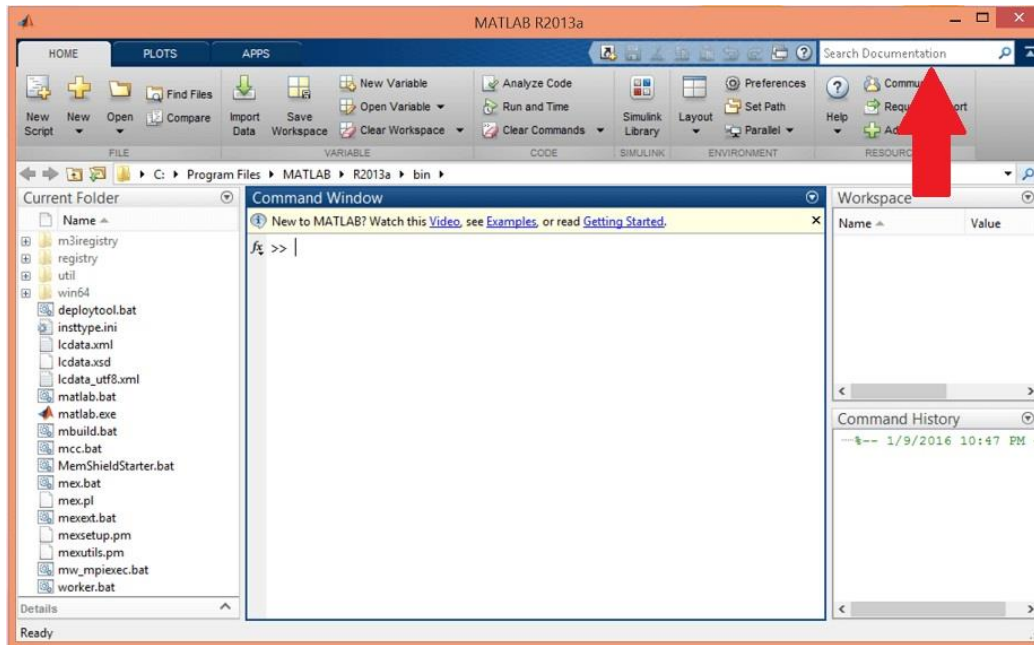 MATLAB R2013a
HOME PLOTS APPS Search Documentation
New Script New Open Find Files Compare Import Data Save Workspace New Variable Open Variable Clear Workspace Analyze Code Run and Time Clear Commands Simulink Library Layout Preferences Set Path Parallel Help
FILE VARIABLE CODE SIMULINK ENVIRONMENT
C: Program Files MATLAB R2013a bin
Current Folder
Name
m3iregistry
registry
util
win64
deploytool.bat
insttype.ini
lcdata.xml
lcdata.xsd
lcdata_utf8.xml
matlab.bat
matlab.exe
mbuild.bat
mcc.bat
MemShieldStarter.bat
mex.bat
mex.pl
mexext.bat
mexsetup.pm
mexutils.pm
mw_mpiexec.bat
worker.bat
Details
Command Window
New to MATLAB? Watch this Video, see Examples, or read Getting Started.
fx >>
Workspace
Name Value
Command History
%-- 1/9/2016 10:47 PM
Ready